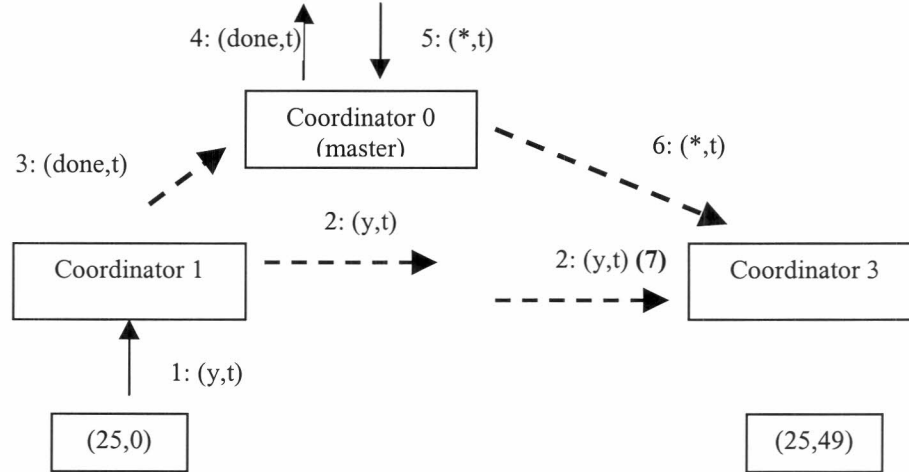 4: (done,t)
5: (*,t)
Coordinator 0
(master)
3: (done,t)
6: (*,t)
2: (y,t)
Coordinator 1
2: (y,t) (7)
Coordinator 3
1: (y,t)
(25,0)
(25,49)